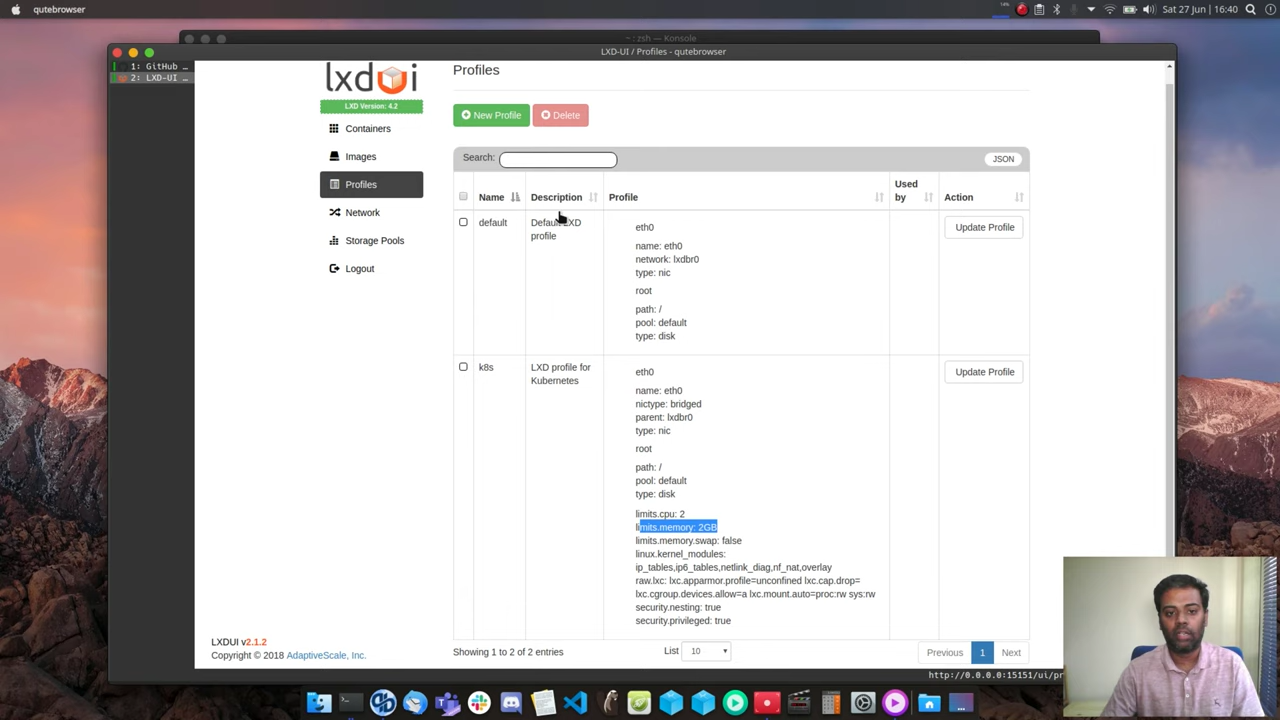 qutebrowser
14%
Sat 27 Jun
16:40
~ : zsh — Konsole
LXD-UI / Profiles - qutebrowser
1: GitHub …
2: LXD-UI …
lxdui
LXD Version: 4.2
Containers
Images
Profiles
Network
Storage Pools
Logout
Profiles
New Profile
Delete
Search:
JSON
Name
Description
Profile
Used
by
Action
default
Default LXD
profile
eth0
name: eth0
network: lxdbr0
type: nic
root
path: /
pool: default
type: disk
Update Profile
k8s
LXD profile for
Kubernetes
eth0
name: eth0
nictype: bridged
parent: lxdbr0
type: nic
root
path: /
pool: default
type: disk
limits.cpu: 2
limits.memory: 2GB
limits.memory.swap: false
linux.kernel_modules:
ip_tables,ip6_tables,netlink_diag,nf_nat,overlay
raw.lxc: lxc.apparmor.profile=unconfined lxc.cap.drop=
lxc.cgroup.devices.allow=a lxc.mount.auto=proc:rw sys:rw
security.nesting: true
security.privileged: true
Update Profile
LXDUI v2.1.2
Copyright © 2018 AdaptiveScale, Inc.
Showing 1 to 2 of 2 entries
List
10
Previous
1
Next
http://0.0.0.0:15151/ui/pr